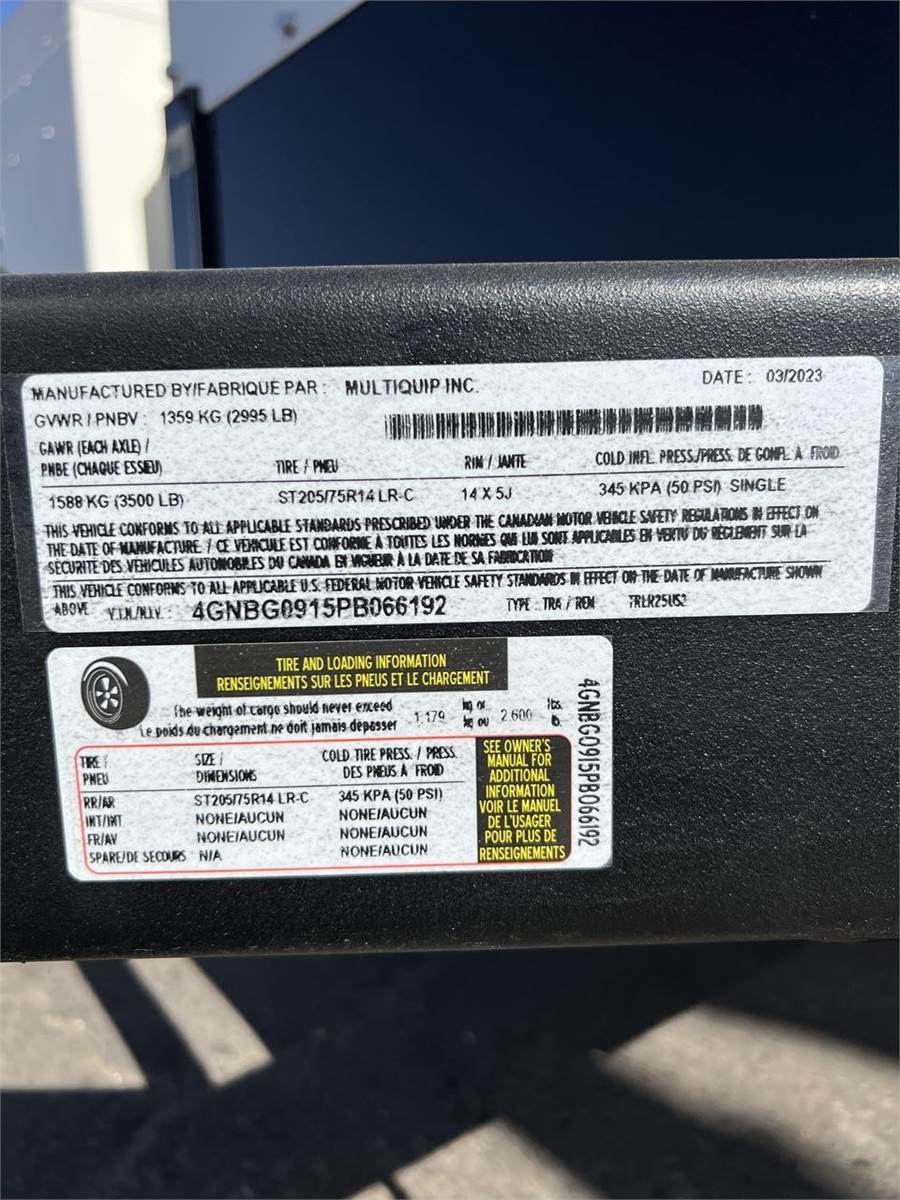 MANUFACTURED BY/FABRIQUE PAR : MULTIQUIP INC. DATE : 03/2023
GVWR / PNBV : 1359 KG (2995 LB)
GAWR (EACH AXLE) /
PNBE (CHAQUE ESSIEU) TIRE / PNEU RIM / JANTE COLD INFL. PRESS./PRESS. DE GONFL. À FROID
1588 KG (3500 LB) ST205/75R14 LR-C 14 X 5J 345 KPA (50 PSI) SINGLE
THIS VEHICLE CONFORMS TO ALL APPLICABLE STANDARDS PRESCRIBED UNDER THE CANADIAN MOTOR VEHICLE SAFETY REGULATIONS IN EFFECT ON
THE DATE OF MANUFACTURE / CE VÉHICULE EST CONFORME À TOUTES LES NORMES QUI LUI SONT APPLICABLES EN VERTU DU RÈGLEMENT SUR LA
SÉCURITÉ DES VÉHICULES AUTOMOBILES DU CANADA EN VIGUEUR À LA DATE DE SA FABRICATION
THIS VEHICLE CONFORMS TO ALL APPLICABLE U.S. FEDERAL MOTOR VEHICLE SAFETY STANDARDS IN EFFECT ON THE DATE OF MANUFACTURE SHOWN
ABOVE V.I.N./N.I.V. : 4GNBG0915PB066192 TYPE : TRA / REM TRLR25US2
TIRE AND LOADING INFORMATION
RENSEIGNEMENTS SUR LES PNEUS ET LE CHARGEMENT
The weight of cargo should never exceed
Le poids du chargement ne doit jamais dépasser
1,179 kg or
kg ou 2,600 lbs.
lb.
TIRE /
PNEU SIZE /
DIMENSIONS COLD TIRE PRESS. / PRESS.
DES PNEUS À FROID
RR/AR ST205/75R14 LR-C 345 KPA (50 PSI)
INT/INT NONE/AUCUN NONE/AUCUN
FR/AV NONE/AUCUN NONE/AUCUN
SPARE/DE SECOURS N/A NONE/AUCUN
SEE OWNER'S
MANUAL FOR
ADDITIONAL
INFORMATION
VOIR LE MANUEL
DE L'USAGER
POUR PLUS DE
RENSEIGNEMENTS
4GNBG0915PB066192